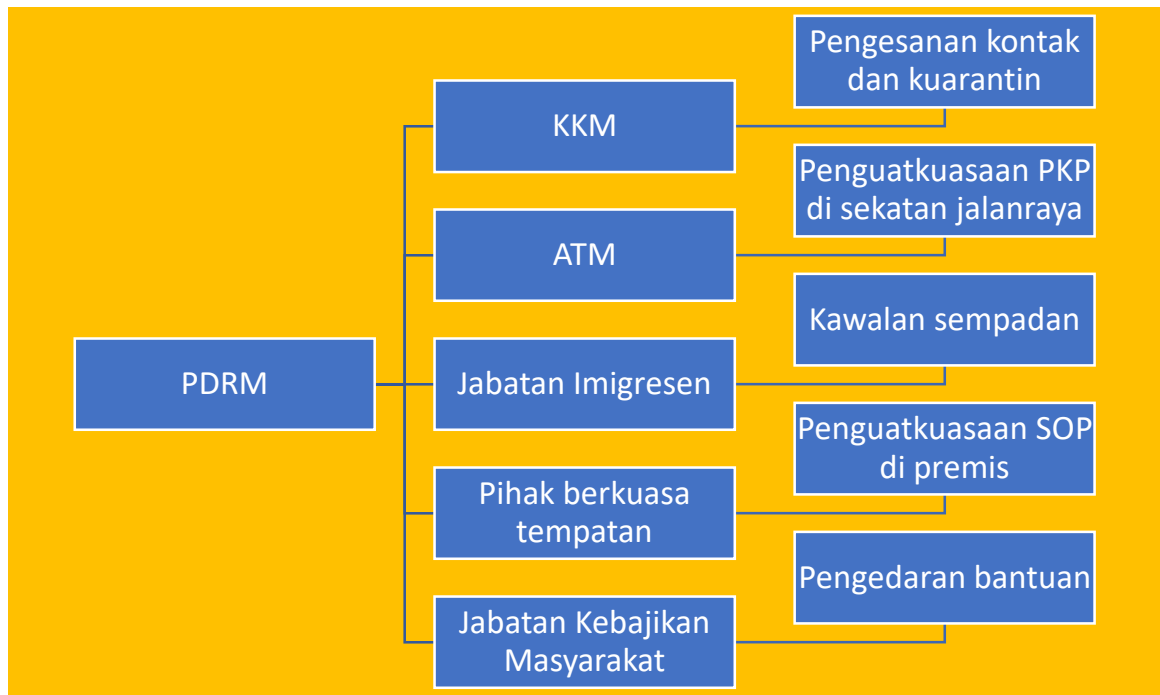 PDRM
KKM
Pengesanan kontak
dan kuarantin
ATM
Penguatkuasaan PKP
di sekatan jalanraya
Jabatan Imigresen
Kawalan sempadan
Pihak berkuasa
tempatan
Penguatkuasaan SOP
di premis
Jabatan Kebajikan
Masyarakat
Pengedaran bantuan